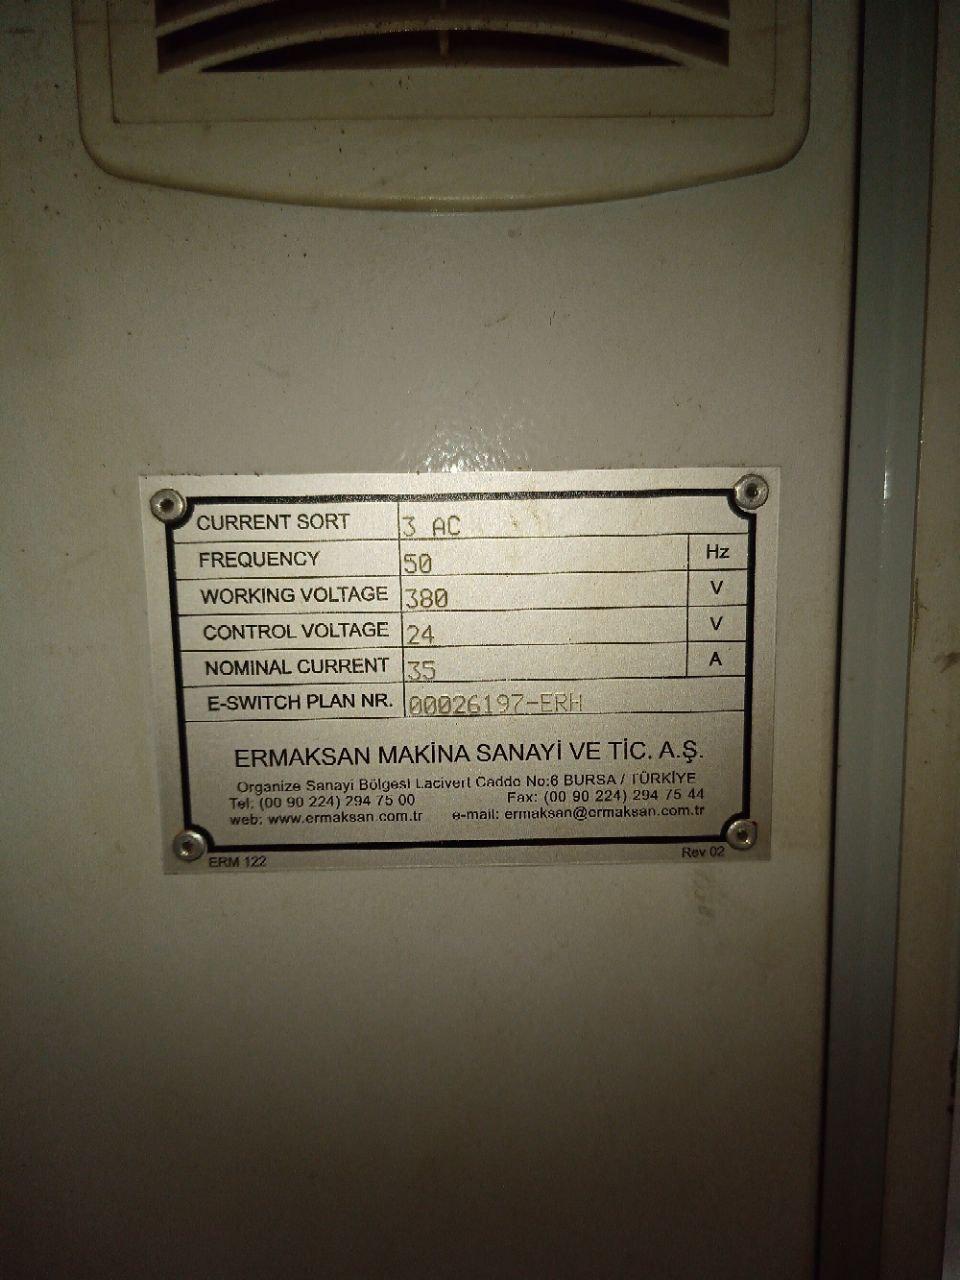 CURRENT SORT 3 AC
FREQUENCY 50 Hz
WORKING VOLTAGE 380 V
CONTROL VOLTAGE 24 V
NOMINAL CURRENT 35 A
E-SWITCH PLAN NR. 00026197-ERH
ERMAKSAN MAKİNA SANAYİ VE TİC. A.Ş.
Organize Sanayi Bölgesi Lacivert Cadde No:6 BURSA / TÜRKİYE
Tel: (00 90 224) 294 75 00 Fax: (00 90 224) 294 75 44
web: www.ermaksan.com.tr e-mail: ermaksan@ermaksan.com.tr
ERM 122 Rev 02